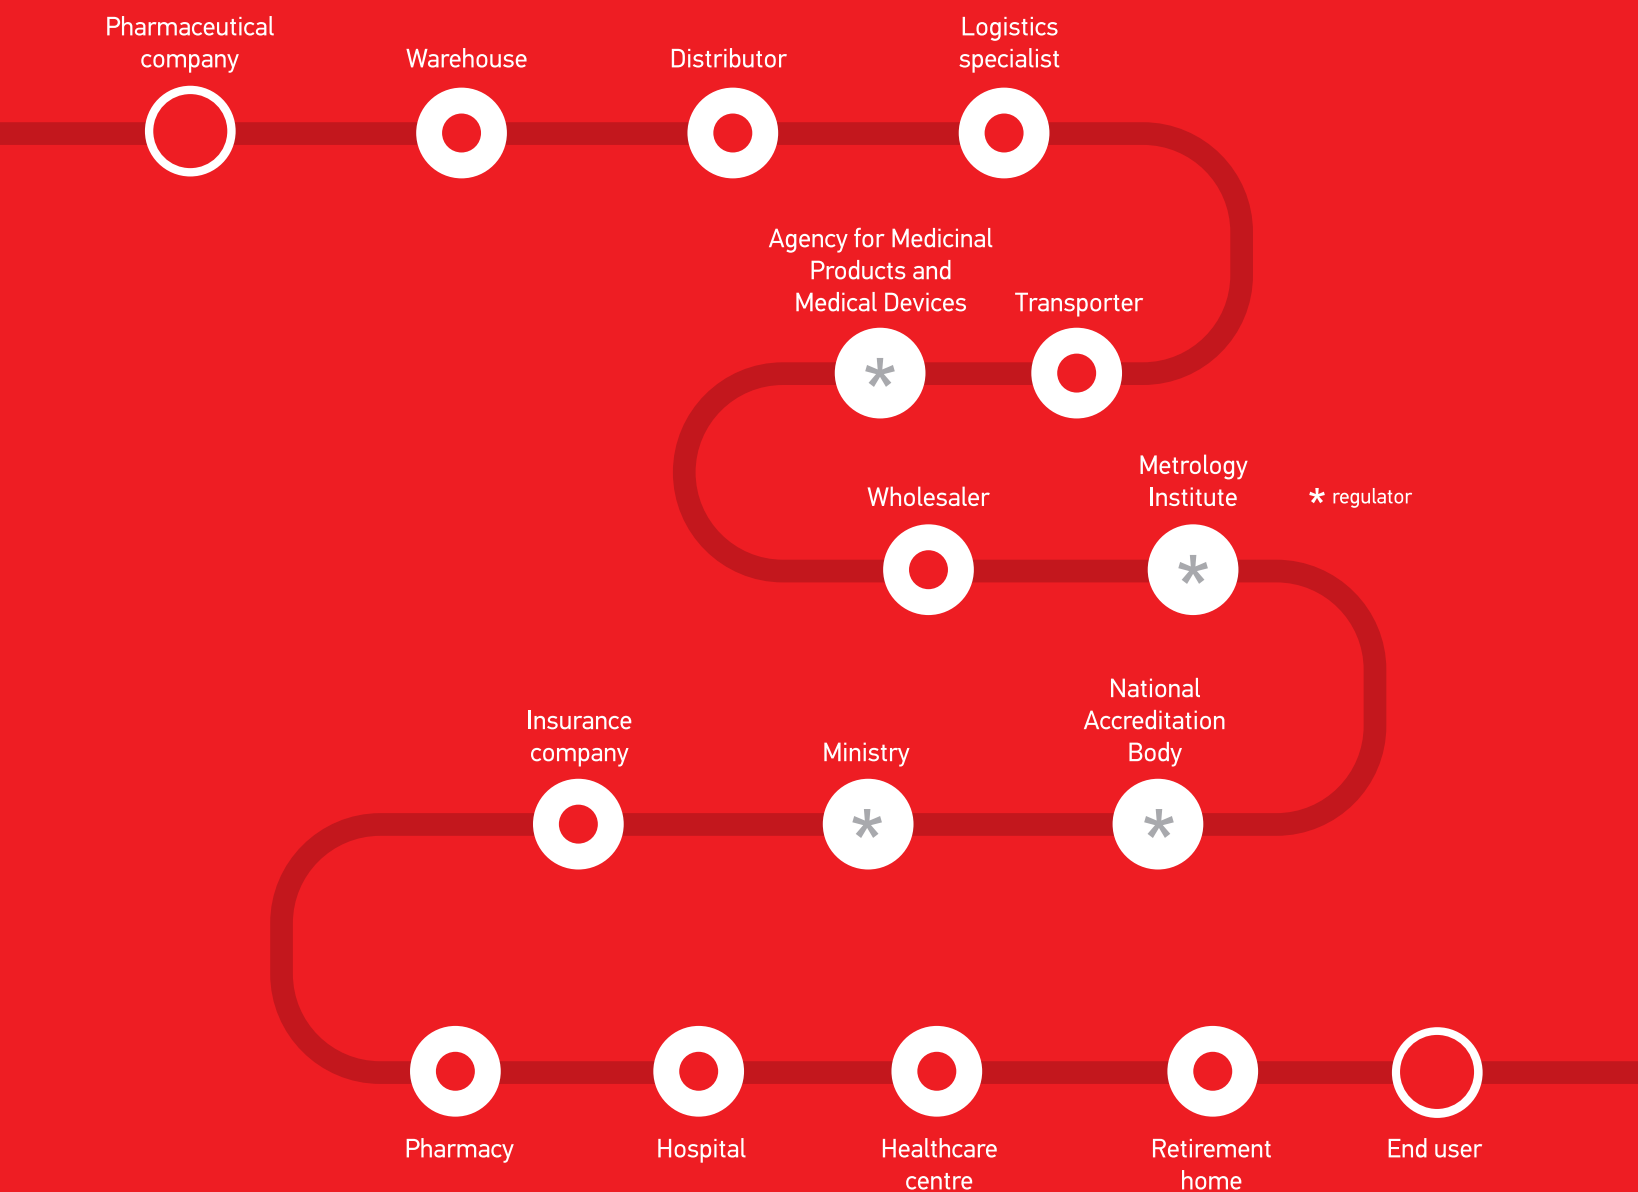 Pharmaceutical
company
Warehouse
Distributor
Logistics
specialist
Agency for Medicinal
Products and
Medical Devices
Transporter
*
Wholesaler
Metrology
Institute
* regulator
*
Insurance
company
Ministry
National
Accreditation
Body
*
*
Pharmacy
Hospital
Healthcare
centre
Retirement
home
End user